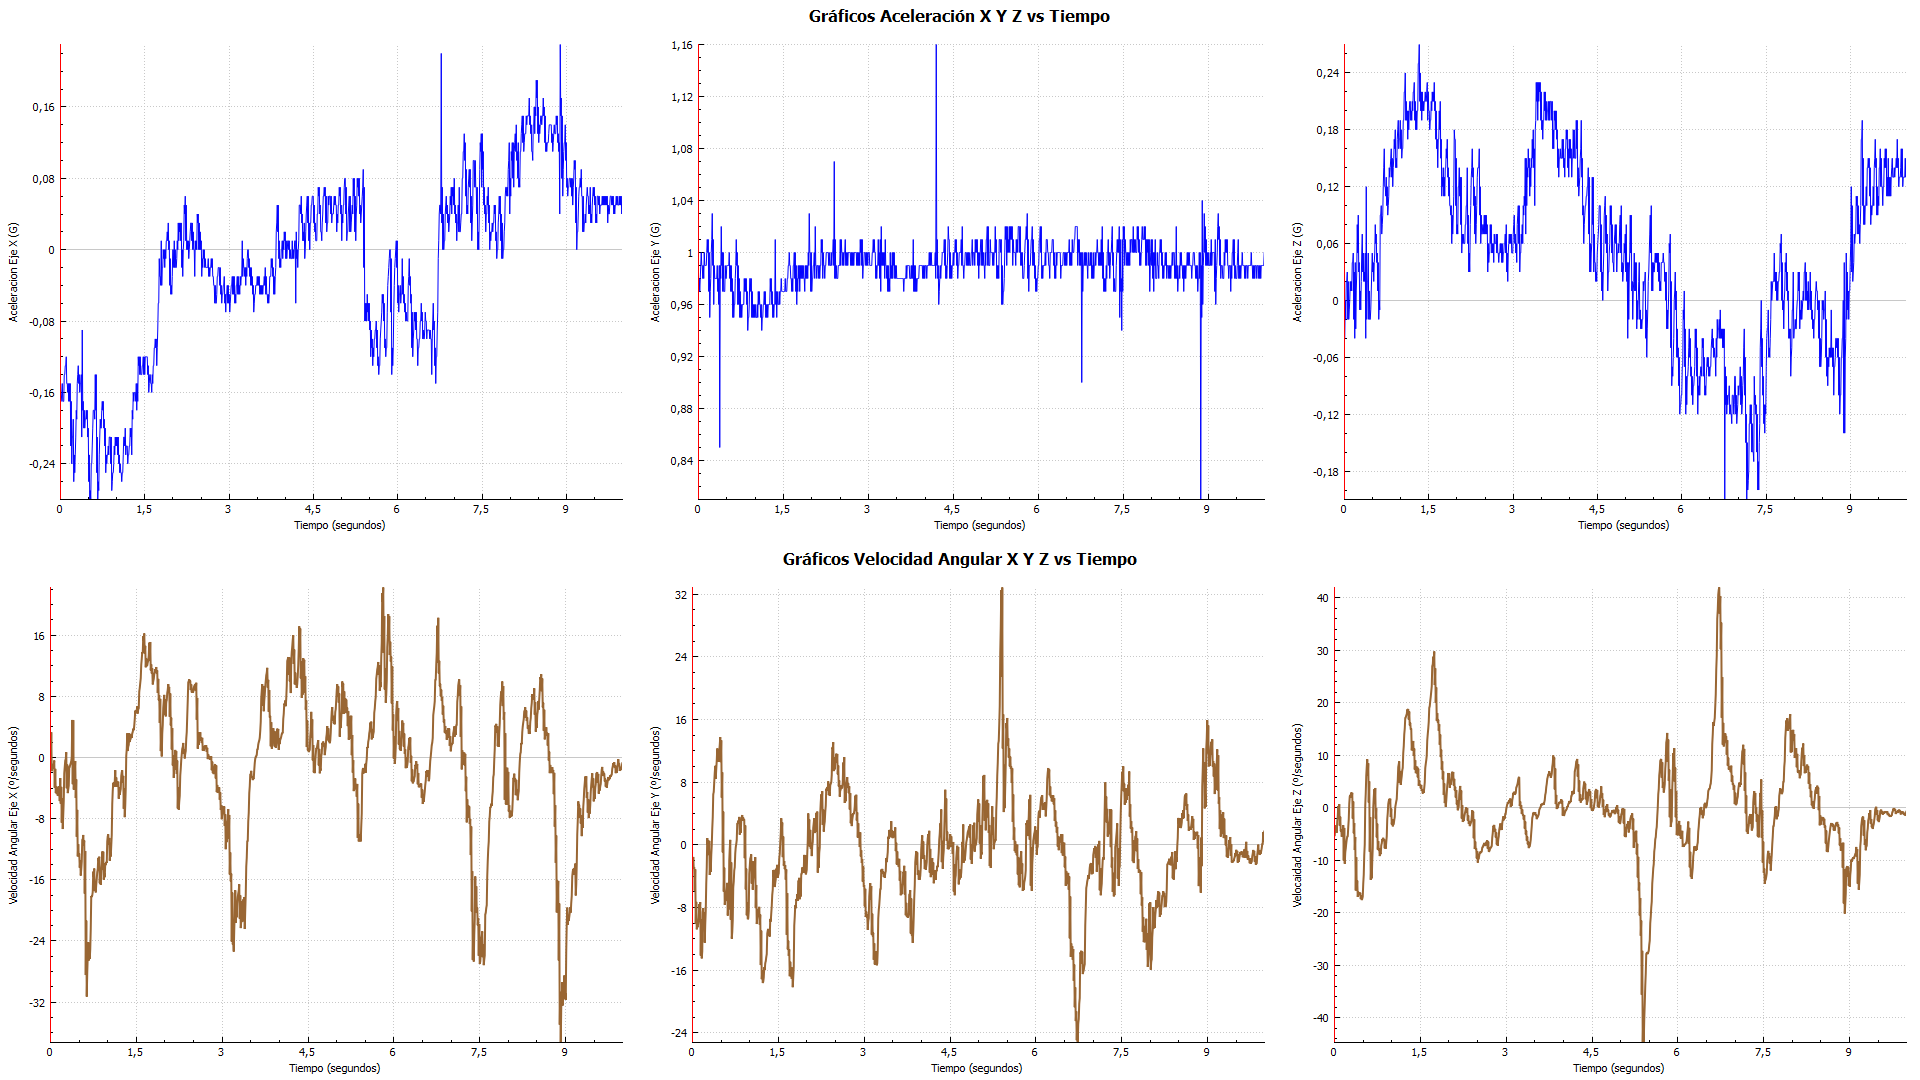 Gráficos Aceleración X Y Z vs Tiempo
Aceleracion Eje X (G)
0,16
0,08
0
-0,08
-0,16
-0,24
0 1,5 3 4,5 6 7,5 9
Tiempo (segundos)
Aceleracion Eje Y (G)
1,16
1,12
1,08
1,04
1
0,96
0,92
0,88
0,84
0 1,5 3 4,5 6 7,5 9
Tiempo (segundos)
Aceleracion Eje Z (G)
0,24
0,18
0,12
0,06
0
-0,06
-0,12
-0,18
0 1,5 3 4,5 6 7,5 9
Tiempo (segundos)
Gráficos Velocidad Angular X Y Z vs Tiempo
Velocidad Angular Eje X (º/segundos)
16
8
0
-8
-16
-24
-32
0 1,5 3 4,5 6 7,5 9
Tiempo (segundos)
Velocidad Angular Eje Y (º/segundos)
32
24
16
8
0
-8
-16
-24
0 1,5 3 4,5 6 7,5 9
Tiempo (segundos)
Velocaidad Angular Eje Z (º/segundos)
40
30
20
10
0
-10
-20
-30
-40
0 1,5 3 4,5 6 7,5 9
Tiempo (segundos)